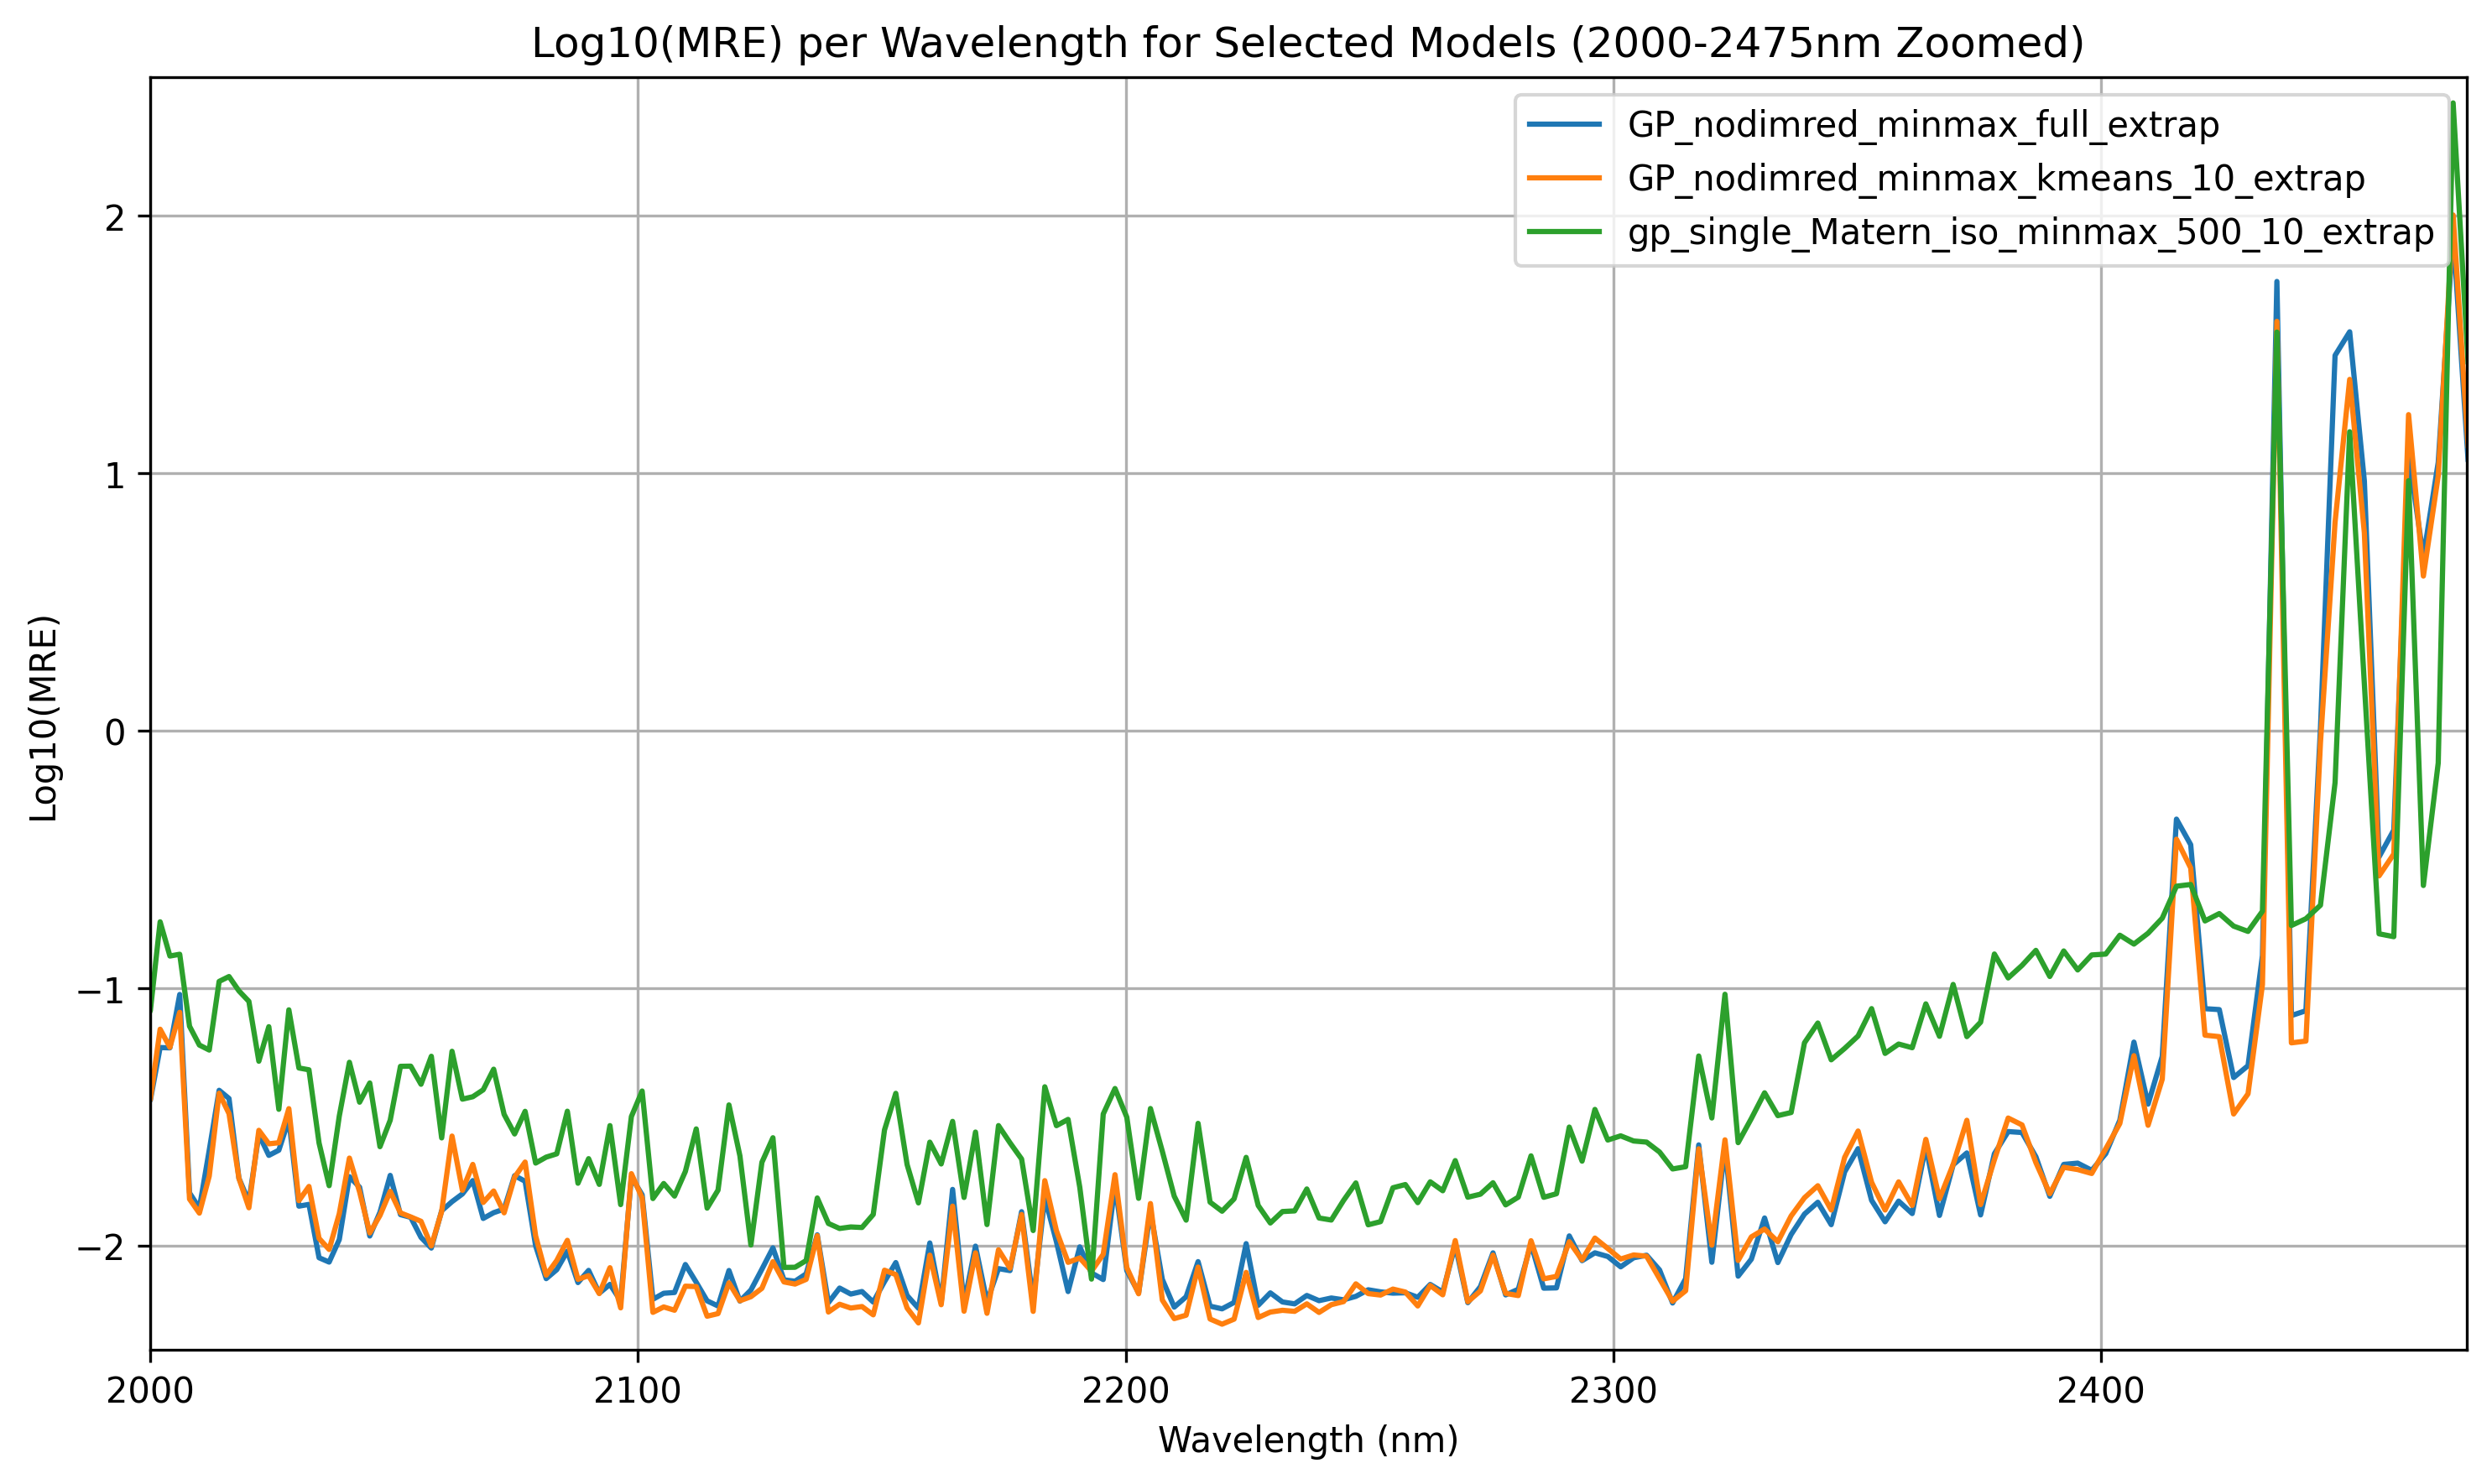 Log10(MRE) per Wavelength for Selected Models (2000-2475nm Zoomed)
GP_nodimred_minmax_full_extrap
GP_nodimred_minmax_kmeans_10_extrap
gp_single_Matern_iso_minmax_500_10_extrap
Log10(MRE)
2
1
0
−1
−2
2000
2100
2200
2300
2400
Wavelength (nm)